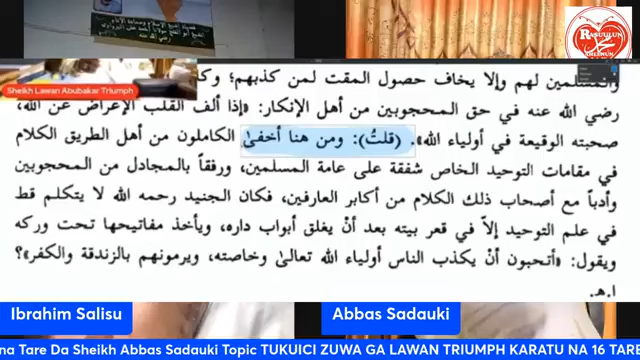 RASUULUN
KAREEMUN
Sheikh Lawan Abubakar Triumph
والمسلمين لهم وإلا يخاف حصول المقت لمن كذبهم؛
رضي الله عنه في حق المحجوبين من أهل الإنكار: «إذا ألف القلب الإعراض عن الله،
صحبته الوقيعة في أولياء الله». (قلتُ): ومن هنا أخفىٰ الكاملون من أهل الطريق الكلام
في مقامات التوحيد الخاص شفقة على عامة المسلمين، ورفقاً بالمجادل من المحجوبين
وأدباً مع أصحاب ذلك الكلام من أكابر العارفين، فكان الجنيد رحمه الله لا يتكلم قط
في علم التوحيد إلاّ في قعر بيته بعد أنْ يغلق أبواب داره، ويأخذ مفاتيحها تحت وركه
ويقول: «أتحبون أنْ يكذب الناس أولياء الله تعالىٰ وخاصته، ويرمونهم بالزندقة والكفر»؟
ا.هـ.
Ibrahim Salisu
Abbas Sadauki
na Tare Da Sheikh Abbas Sadauki Topic TUKUICI ZUWA GA LAWAN TRIUMPH KARATU NA 16 TARE